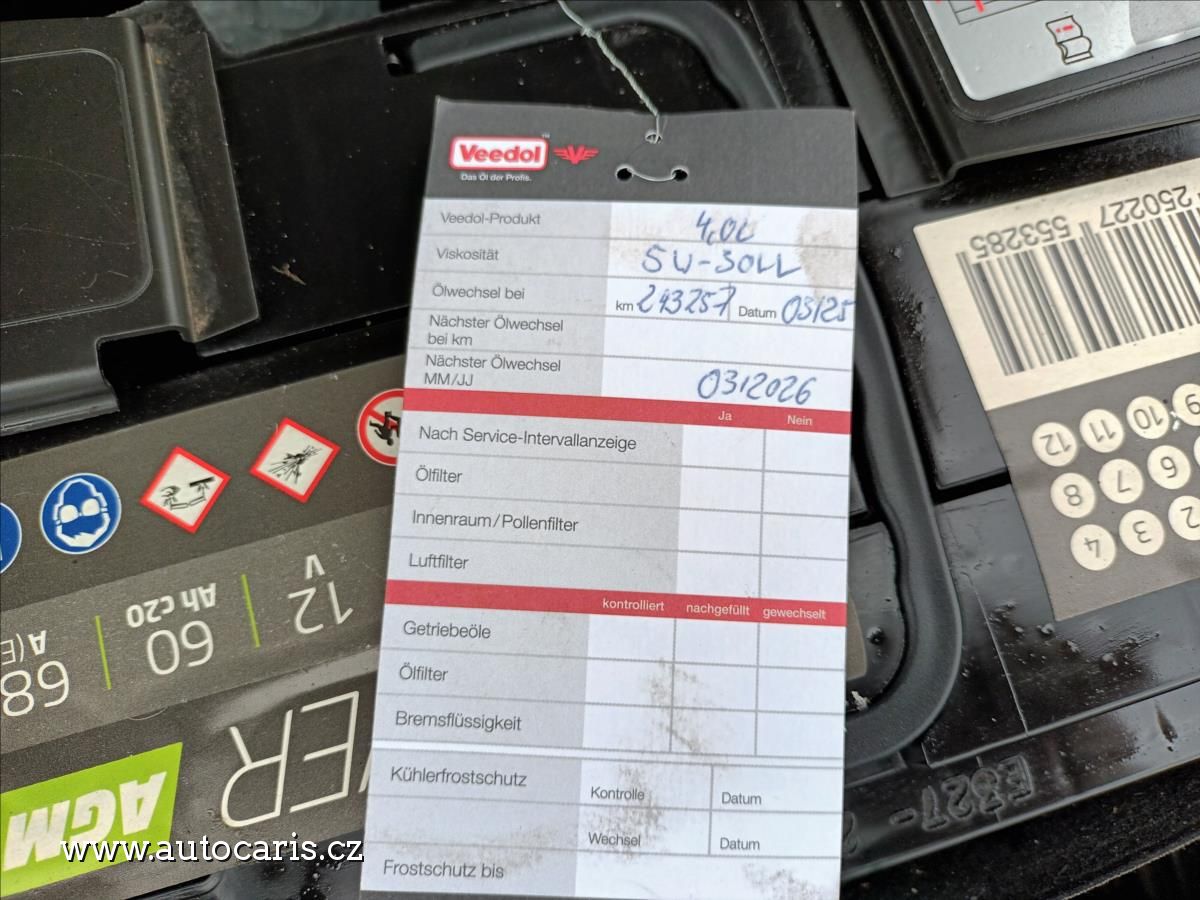 Veedol
Das Öl der Profis.
Veedol-Produkt 4,0L
Viskosität 5W-30LL
Ölwechsel bei km 243257 Datum 03/25
Nächster Ölwechsel
bei km
Nächster Ölwechsel
MM/JJ 03/2026
Ja Nein
Nach Service-Intervallanzeige
Ölfilter
Innenraum/Pollenfilter
Luftfilter
kontrolliert nachgefüllt gewechselt
Getriebeöle
Ölfilter
Bremsflüssigkeit
Kühlerfrostschutz Kontrolle Datum
Wechsel Datum
Frostschutz bis
250227
553285
12 11 10 9
8 7 6
4 3 2
12 V
60 Ah c20
68
A(E
ER
AGM
E327-
www.autocaris.cz